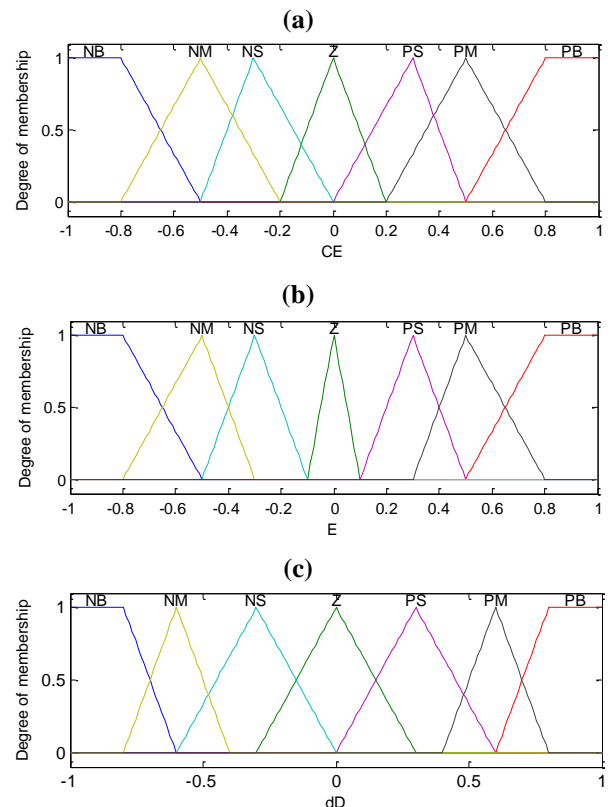 (a)
NB NM NS Z PS PM PB
1
0.5
0
Degree of membership
-1 -0.8 -0.6 -0.4 -0.2 0 0.2 0.4 0.6 0.8 1
CE
(b)
NB NM NS Z PS PM PB
1
0.5
0
Degree of membership
-1 -0.8 -0.6 -0.4 -0.2 0 0.2 0.4 0.6 0.8 1
E
(c)
NB NM NS Z PS PM PB
1
0.5
0
Degree of membership
-1 -0.5 0 0.5 1
dD